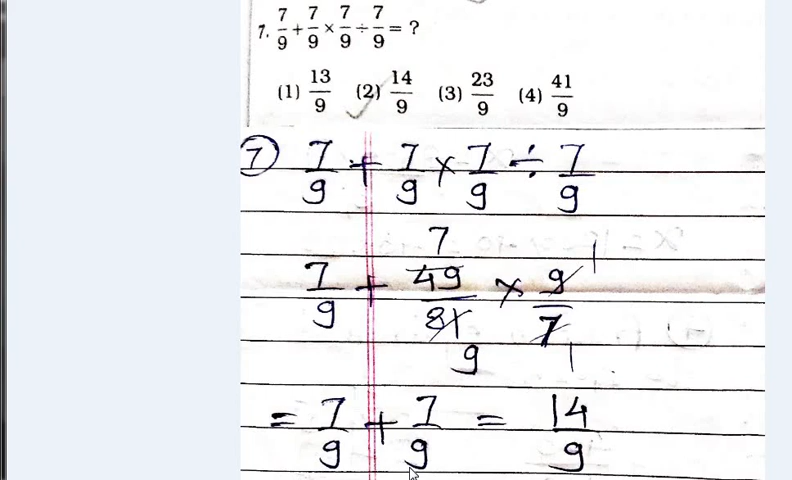 7. 7/9 + 7/9 × 7/9 ÷ 7/9 = ?
(1) 13/9 (2) 14/9 (3) 23/9 (4) 41/9
7 7/9 + 7/9 × 7/9 ÷ 7/9
7
7/9 + 49/81 × 9/7 1
9 1
= 7/9 + 7/9 = 14/9